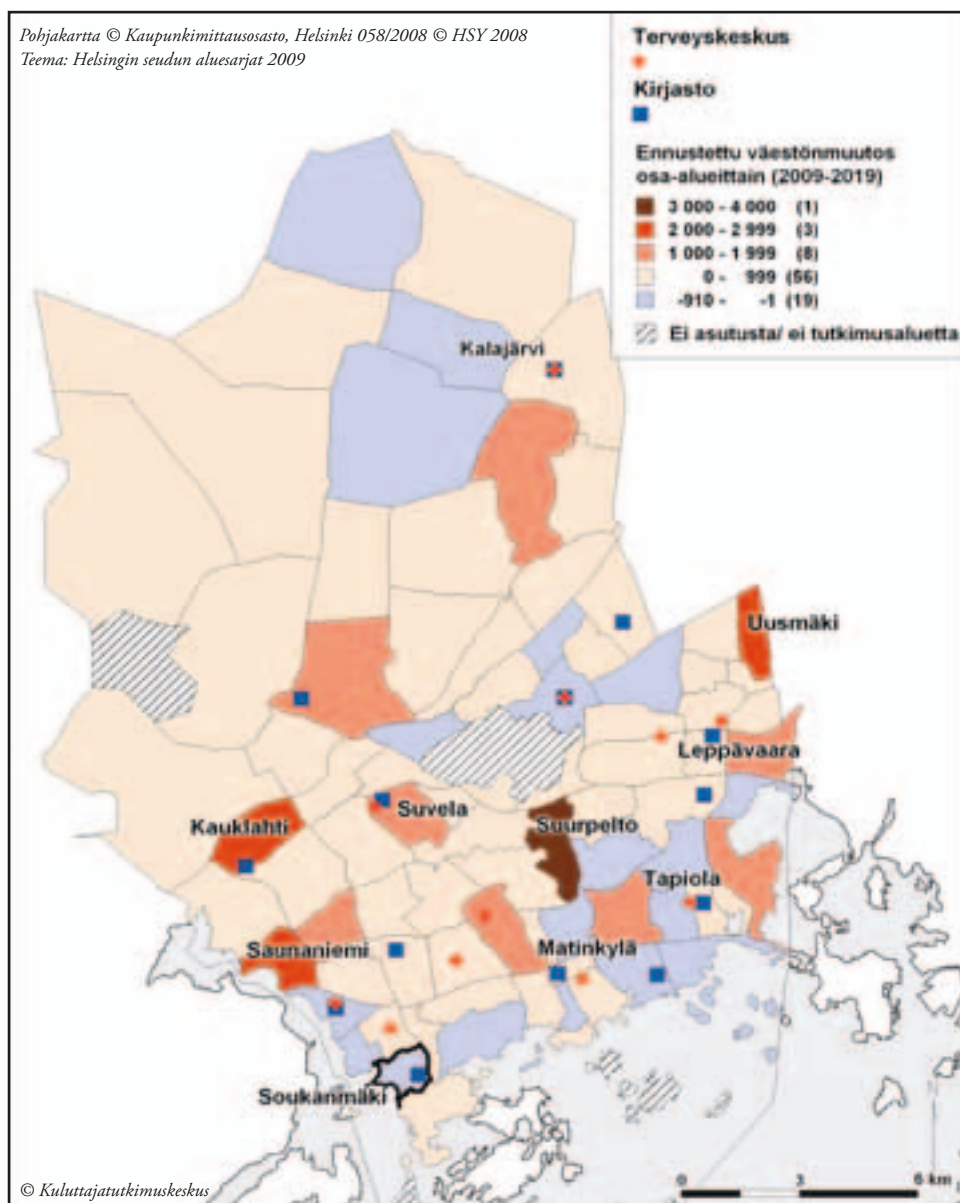 Pohjakartta © Kaupunkimittausosasto, Helsinki 058/2008 © HSY 2008
Teema: Helsingin seudun aluesarjat 2009
Terveyskeskus
Kirjasto
Ennustettu väestönmuutos
osa-alueittain (2009-2019)
3 000 - 4 000 (1)
2 000 - 2 999 (3)
1 000 - 1 999 (8)
0 - 999 (56)
-910 - -1 (19)
Ei asutusta/ ei tutkimusaluetta
Kalajärvi
Uusmäki
Leppävaara
Suvela
Suurpelto
Kauklahti
Tapiola
Saunaniemi
Matinkylä
Soukanmäki
0 3 6 km
© Kuluttajatutkimuskeskus